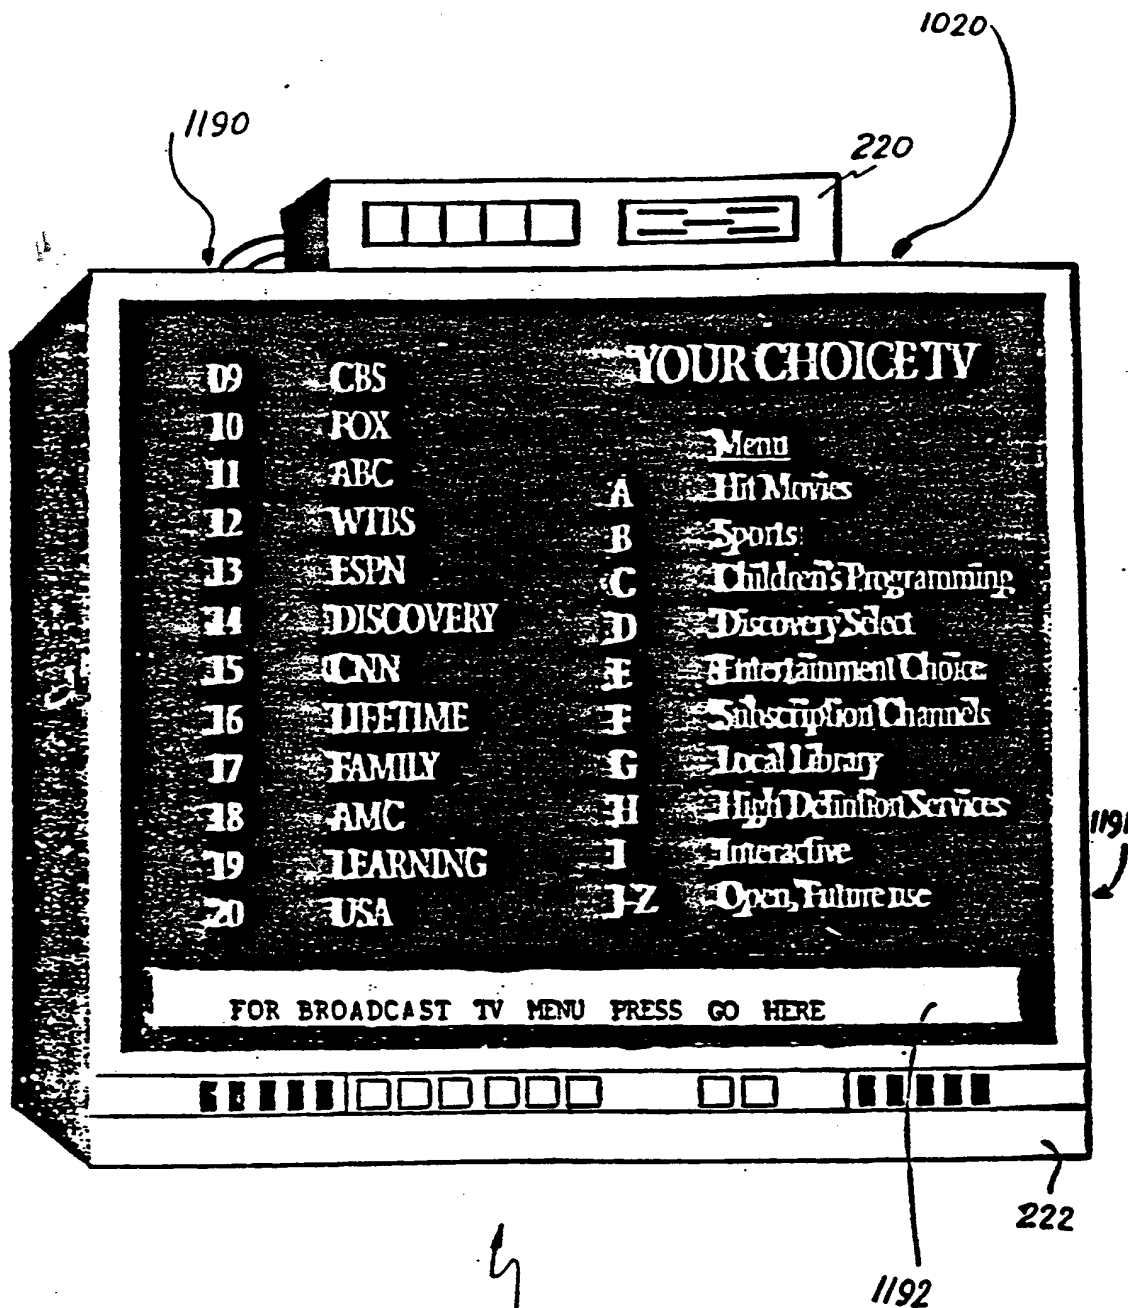 1020
1190
220
09 CBS
10 FOX
11 ABC
12 WTBS
13 ESPN
14 DISCOVERY
15 CNN
16 LIFETIME
17 FAMILY
18 AMC
19 LEARNING
20 USA
YOUR CHOICE TV
Menu
A Hit Movies
B Sports
C Children's Programming
D Discovery Select
E Entertainment Choice
F Subscription Channels
G Local Library
H High Definition Services
I Interactive
J-Z Open, Future use
1191
FOR BROADCAST TV MENU PRESS GO HERE
222
1192